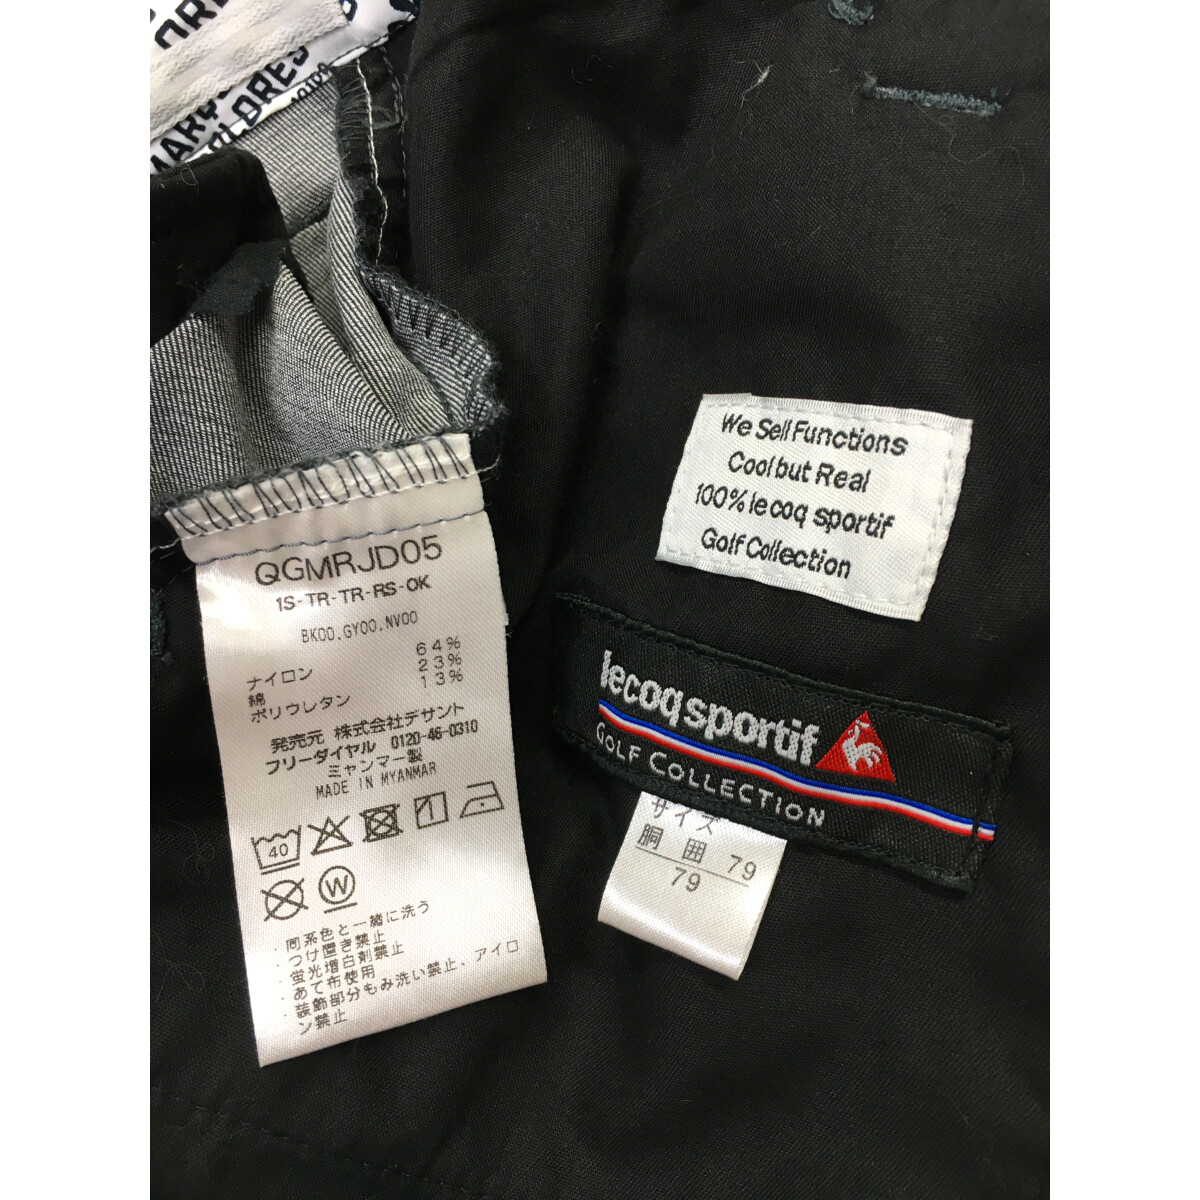 QGMRJD05
1S-TR-TR-RS-OK
BK00,GY00,NV00
ナイロン 64%
綿 23%
ポリウレタン 13%
発売元 株式会社デサント
フリーダイヤル 0120-46-0310
ミャンマー製
MADE IN MYANMAR
40
W
・同系色と一緒に洗う
・つけ置き禁止
・蛍光増白剤禁止
・あて布使用
・装飾部分もみ洗い禁止、アイロ
ン禁止
We Sell Functions
Cool but Real
100% le coq sportif
Golf Collection
lecoqsportif
GOLF COLLECTION
サイズ
胴囲 79
79